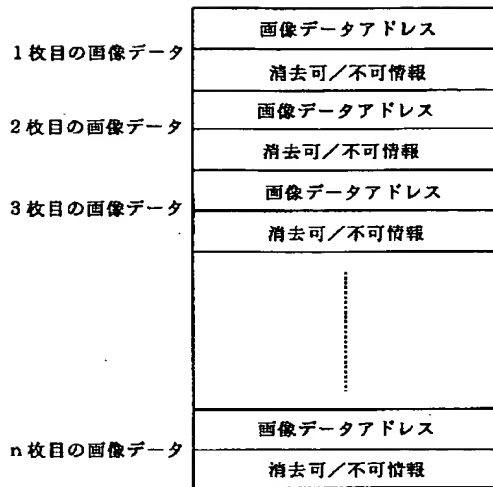 1枚目の画像データ
画像データアドレス
消去可／不可情報
2枚目の画像データ
画像データアドレス
消去可／不可情報
3枚目の画像データ
画像データアドレス
消去可／不可情報
n枚目の画像データ
画像データアドレス
消去可／不可情報